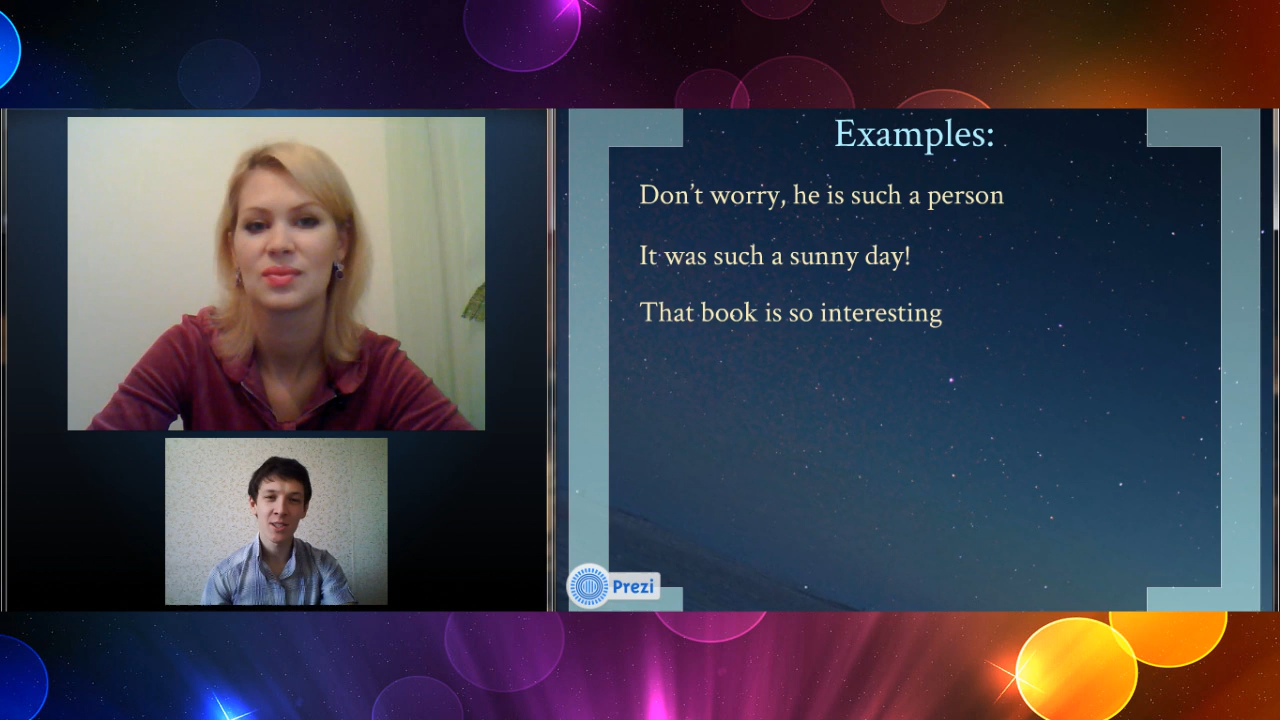 Examples:
Don't worry, he is such a person
It was such a sunny day!
That book is so interesting
Prezi